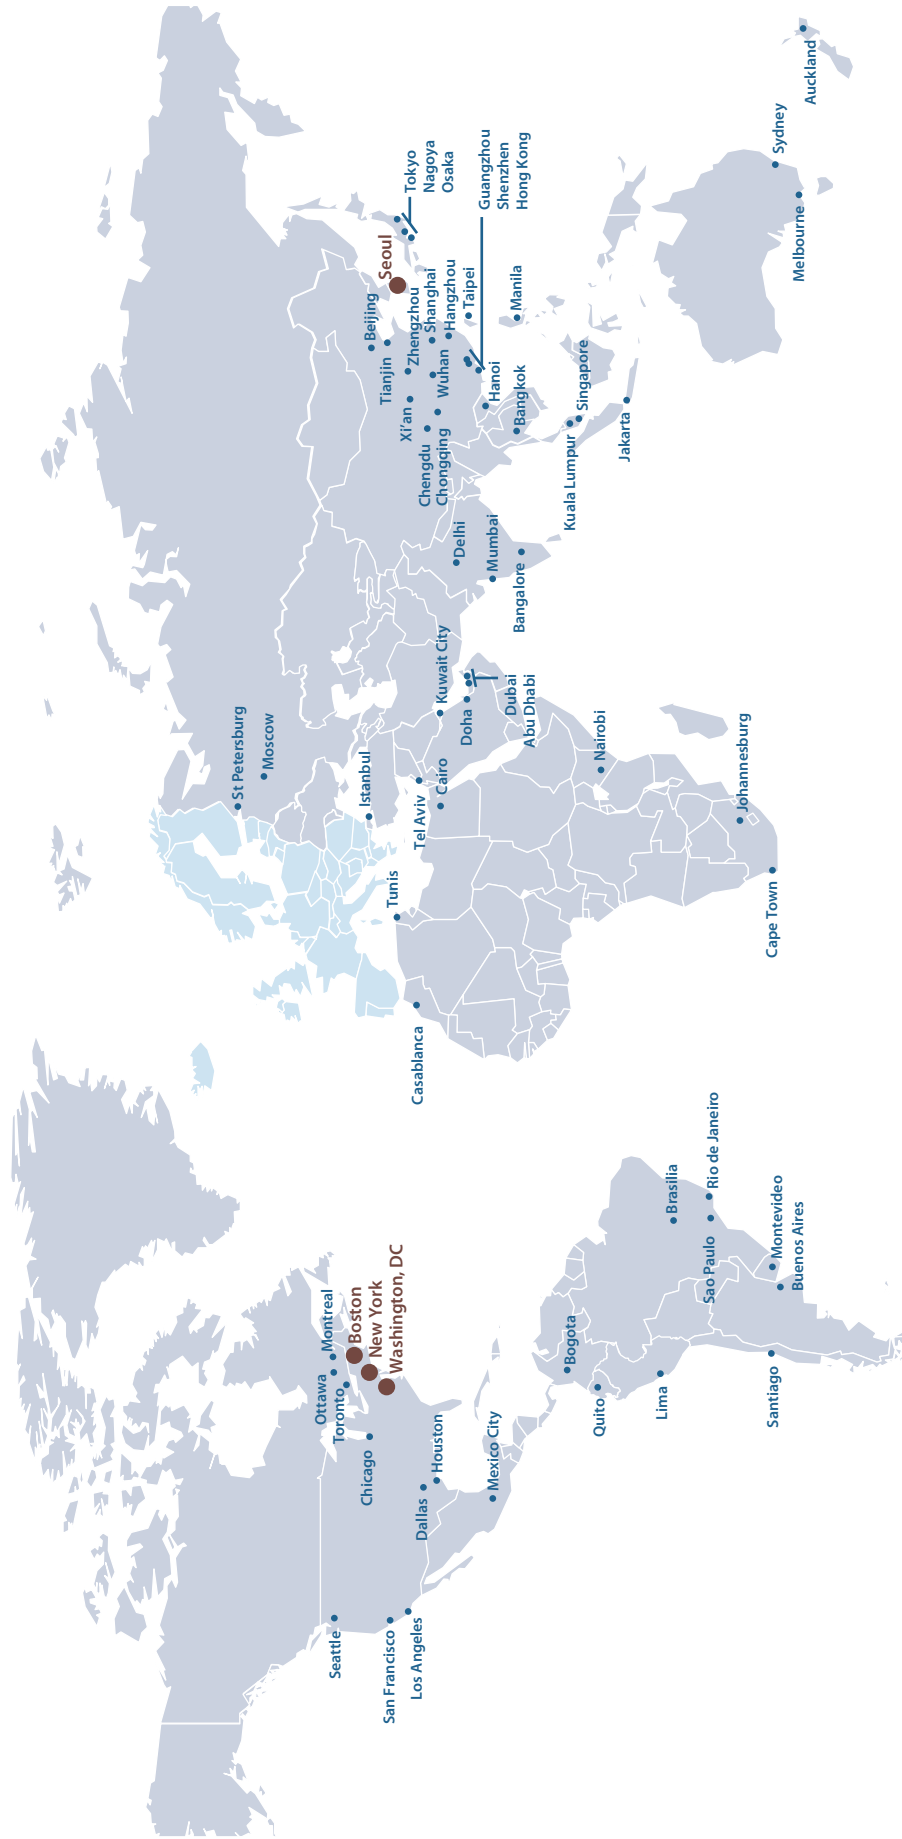 Seattle
San Francisco
Los Angeles
Dallas
Houston
Mexico City
Chicago
Toronto
Ottawa
Montreal
Boston
New York
Washington, DC
Bogota
Quito
Lima
Santiago
Brasilia
Rio de Janeiro
Sao Paulo
Montevideo
Buenos Aires
Casablanca
Tunis
Istanbul
St Petersburg
Moscow
Tel Aviv
Cairo
Kuwait City
Doha
Dubai
Abu Dhabi
Nairobi
Johannesburg
Cape Town
Delhi
Mumbai
Bangalore
Chengdu
Chongqing
Xi’an
Wuhan
Zhengzhou
Tianjin
Beijing
Shanghai
Hangzhou
Taipei
Seoul
Tokyo
Nagoya
Osaka
Guangzhou
Shenzhen
Hong Kong
Hanoi
Bangkok
Manila
Kuala Lumpur
Singapore
Jakarta
Melbourne
Sydney
Auckland